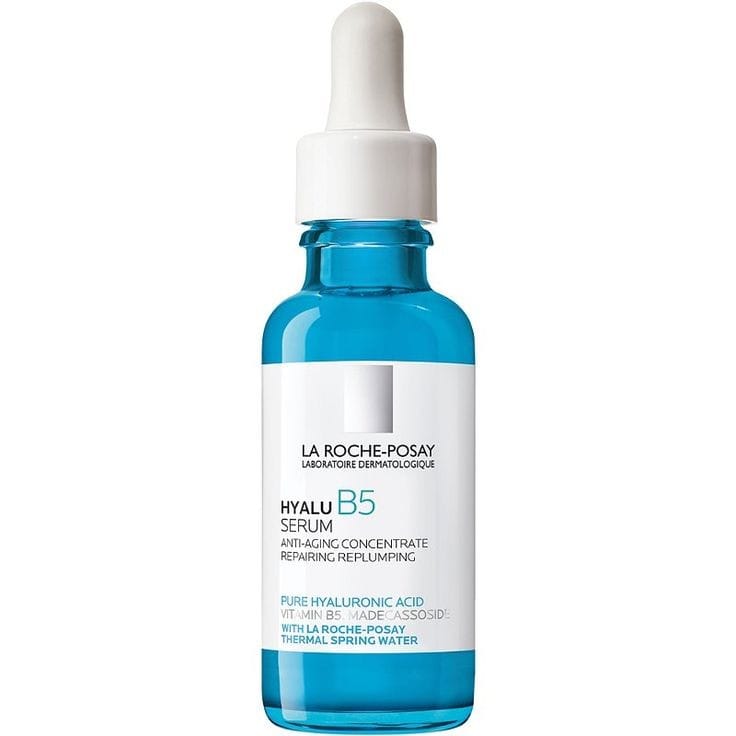 LA ROCHE-POSAY
LABORATOIRE DERMATOLOGIQUE
HYALU B5
SERUM
ANTI-AGING CONCENTRATE
REPAIRING REPLUMPING
PURE HYALURONIC ACID
VITAMIN B5. MADECASSOSIDE
WITH LA ROCHE-POSAY
THERMAL SPRING WATER